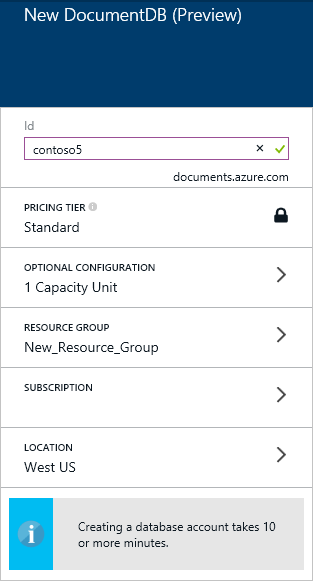 New DocumentDB (Preview)
Id
contoso5
documents.azure.com
PRICING TIER
Standard
OPTIONAL CONFIGURATION
1 Capacity Unit
RESOURCE GROUP
New_Resource_Group
SUBSCRIPTION
LOCATION
West US
Creating a database account takes 10
or more minutes.